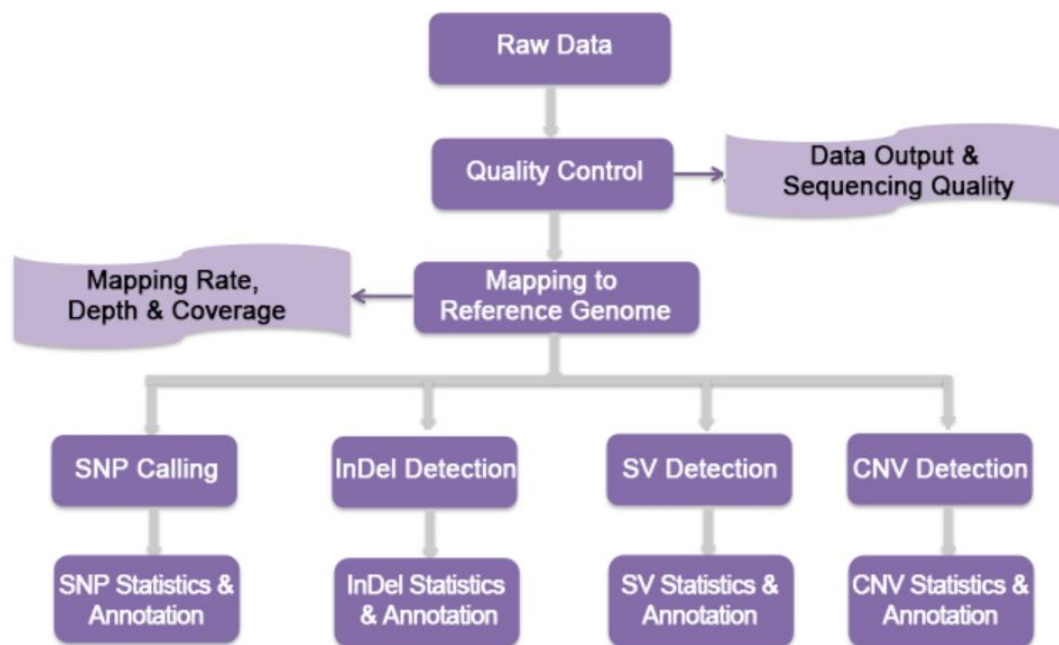 Raw Data
Quality Control
Data Output &
Sequencing Quality
Mapping Rate,
Depth & Coverage
Mapping to
Reference Genome
SNP Calling
InDel Detection
SV Detection
CNV Detection
SNP Statistics &
Annotation
InDel Statistics
& Annotation
SV Statistics &
Annotation
CNV Statistics &
Annotation